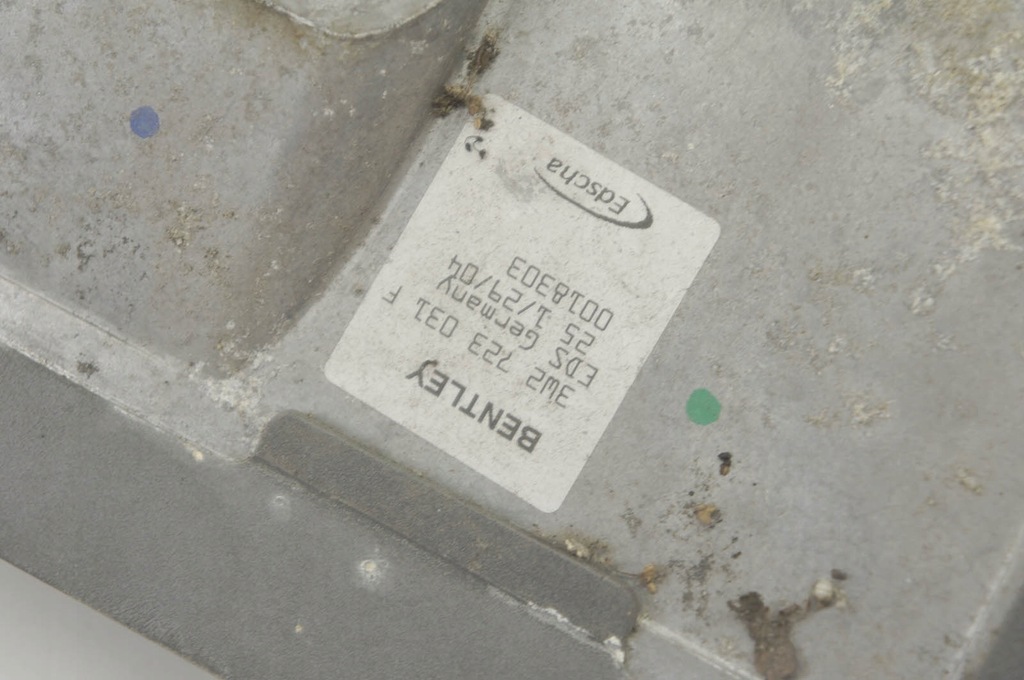 BENTLEY
3W2 723 031 F
EDS Germany
25 1/29/04
0018303
Edscha